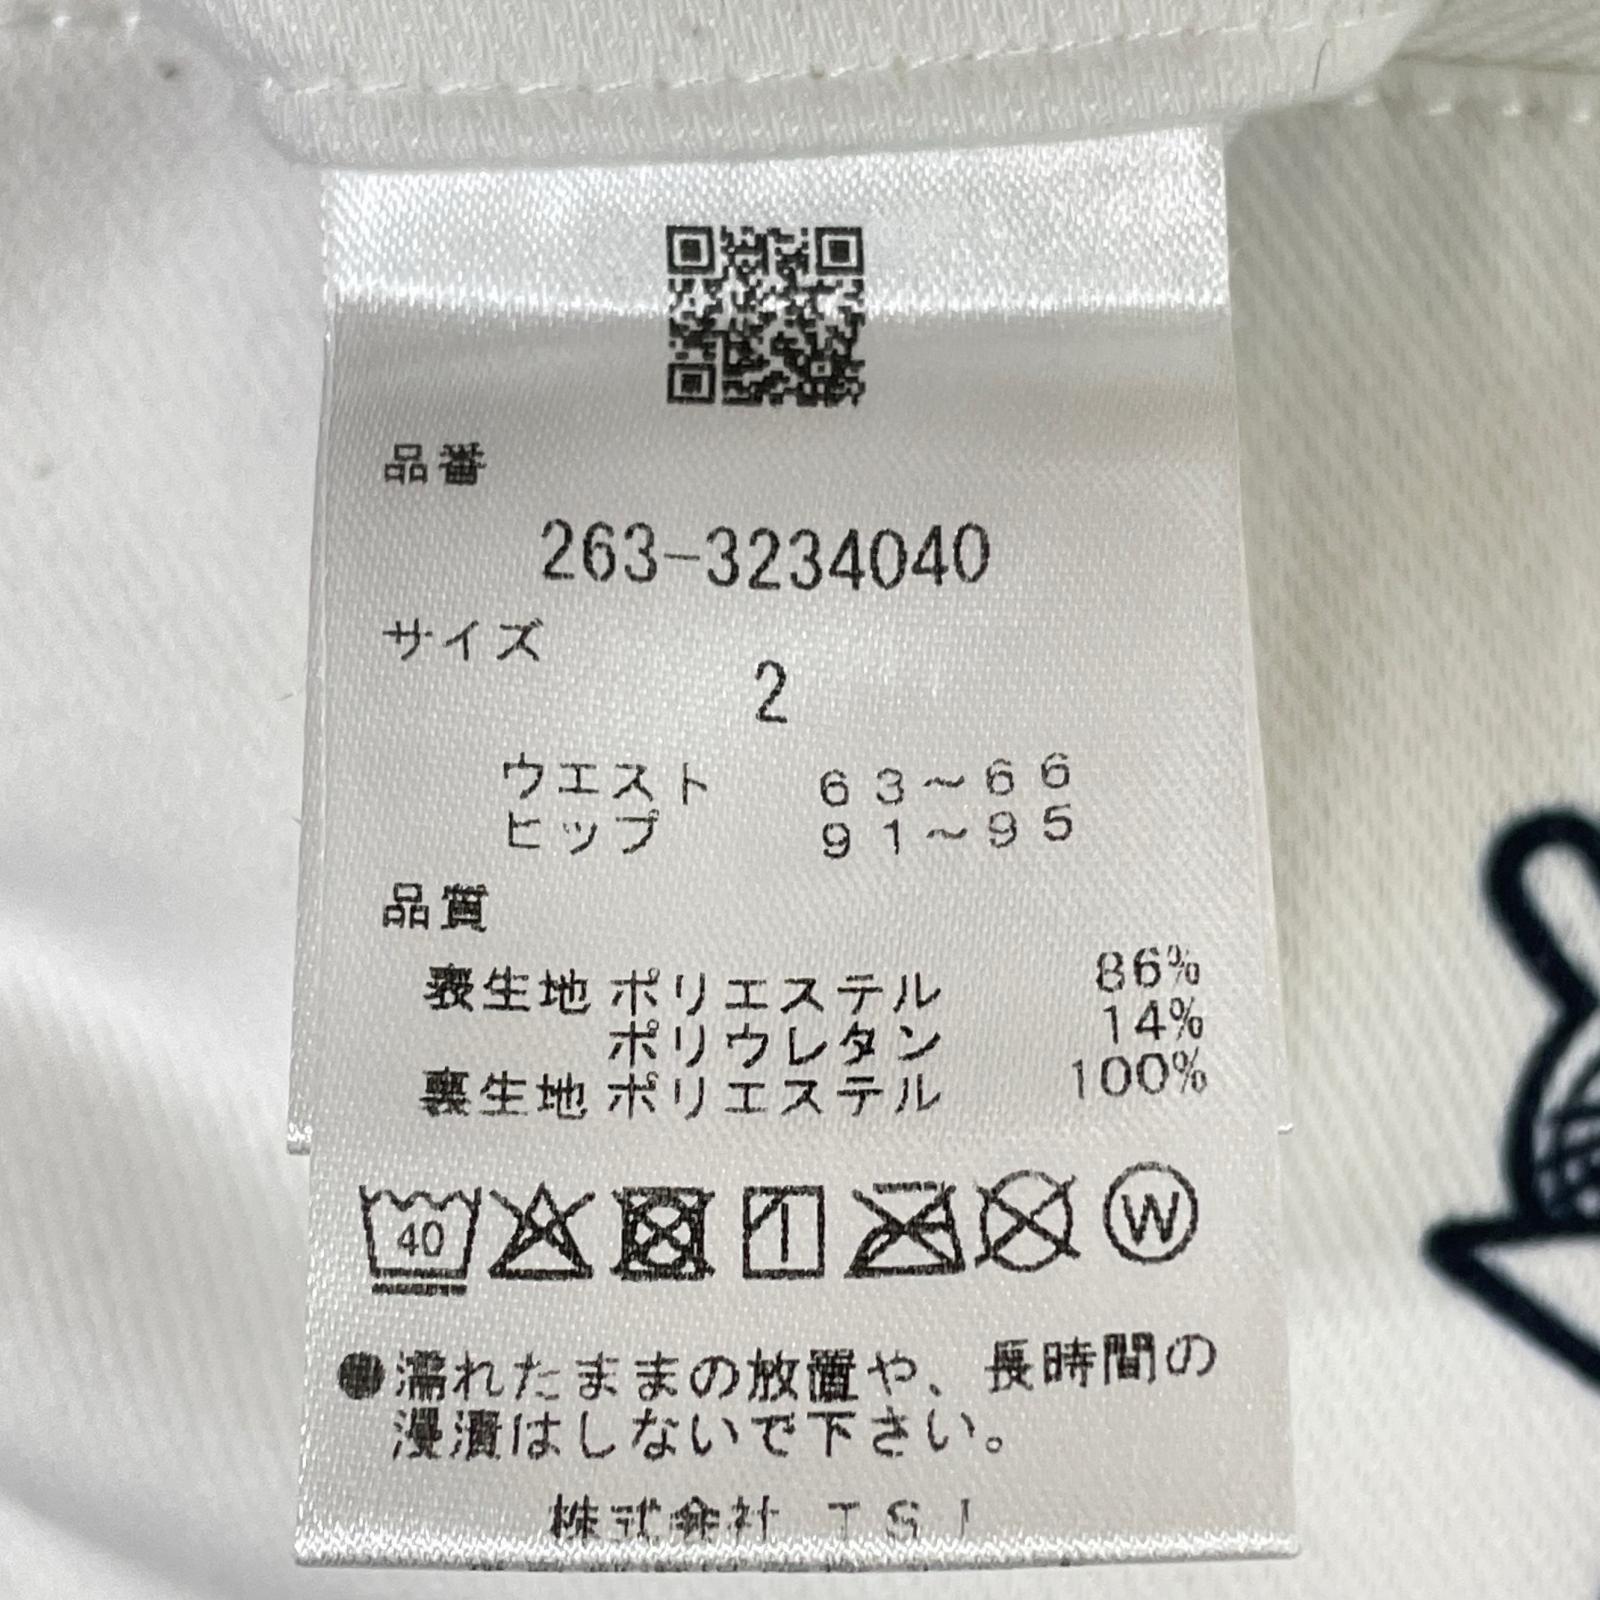 品番
263-3234040
サイズ
2
ウエスト 63～66
ヒップ 91～95
品質
表生地 ポリエステル 86%
ポリウレタン 14%
裏生地 ポリエステル 100%
40
W
●濡れたままの放置や、長時間の
浸漬はしないで下さい。
株式会社 TSI